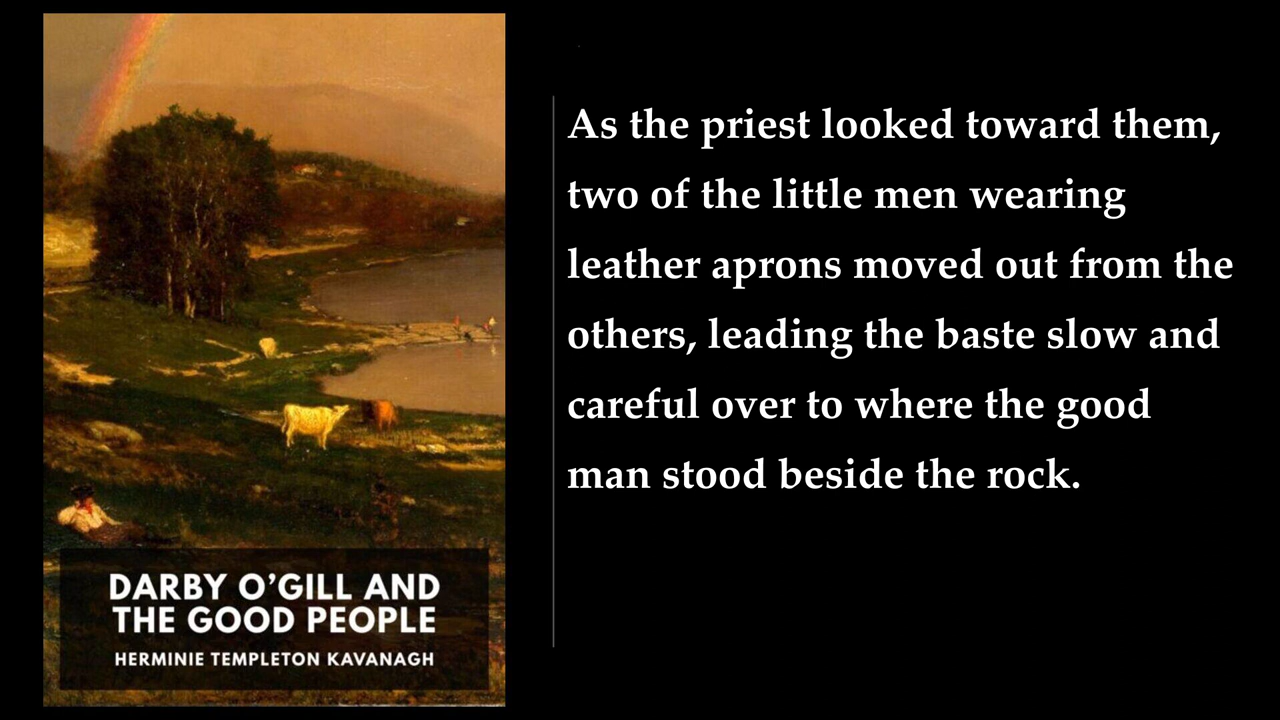 As the priest looked toward them,
two of the little men wearing
leather aprons moved out from the
others, leading the baste slow and
careful over to where the good
man stood beside the rock.
DARBY O’GILL AND
THE GOOD PEOPLE
HERMINIE TEMPLETON KAVANAGH